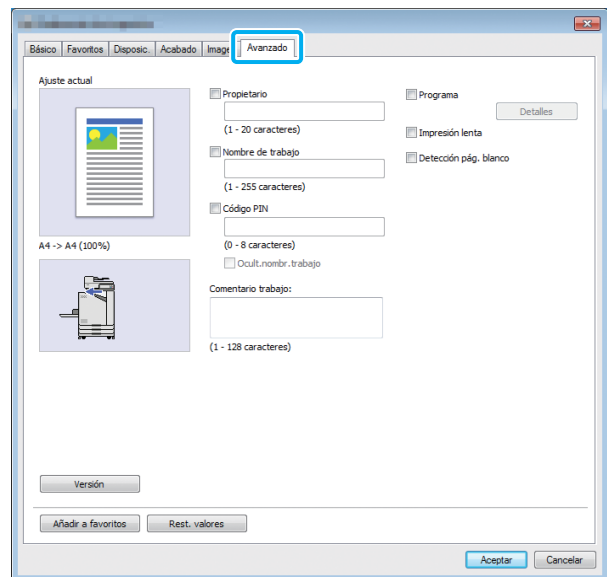 Básico Favoritos Disposic. Acabado Image Avanzado
Ajuste actual
A4 -> A4 (100%)
Propietario
(1 - 20 caracteres)
Nombre de trabajo
(1 - 255 caracteres)
Código PIN
(0 - 8 caracteres)
Ocult.nombr.trabajo
Comentario trabajo:
(1 - 128 caracteres)
Programa
Detalles
Impresión lenta
Detección pág. blanco
Versión
Añadir a favoritos Rest. valores
Aceptar Cancelar